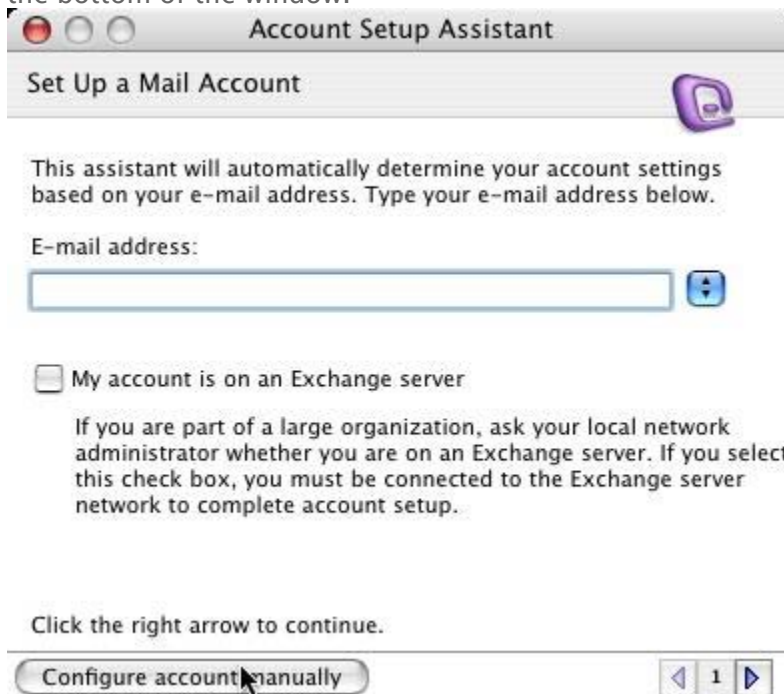 the bottom of the window.
Account Setup Assistant
Set Up a Mail Account
This assistant will automatically determine your account settings
based on your e-mail address. Type your e-mail address below.
E-mail address:
My account is on an Exchange server
If you are part of a large organization, ask your local network
administrator whether you are on an Exchange server. If you select
this check box, you must be connected to the Exchange server
network to complete account setup.
Click the right arrow to continue.
Configure account manually
1